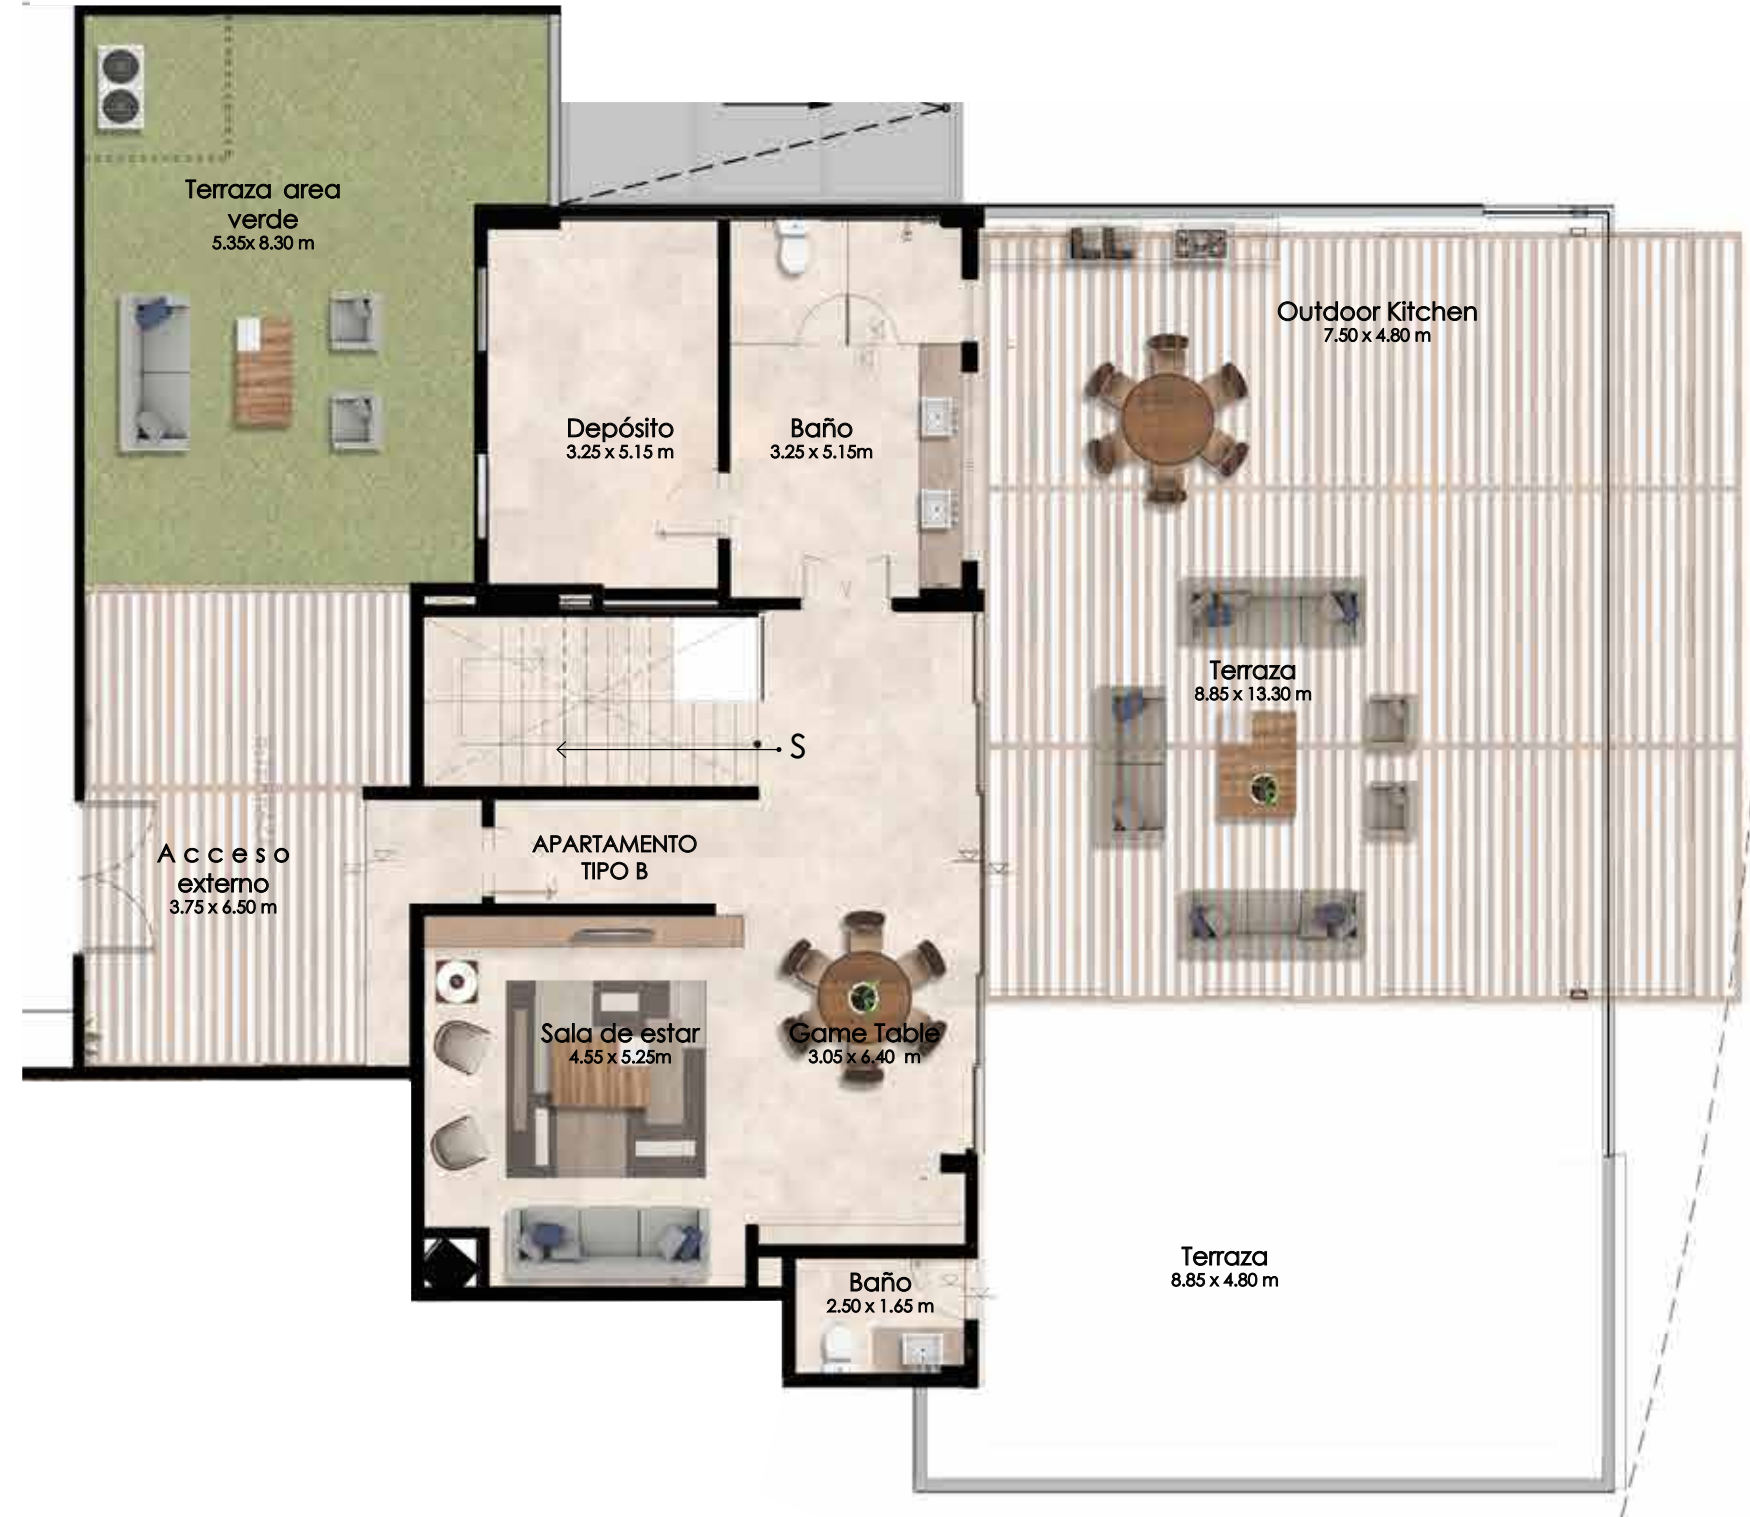 Terraza area
verde
5.35x 8.30 m
Outdoor Kitchen
7.50 x 4.80 m
Depósito
3.25 x 5.15 m
Baño
3.25 x 5.15m
Terraza
8.85 x 13.30 m
S
APARTAMENTO
TIPO B
Acceso
externo
3.75 x 6.50 m
Sala de estar
4.55 x 5.25m
Game Table
3.05 x 6.40 m
Terraza
8.85 x 4.80 m
Baño
2.50 x 1.65 m